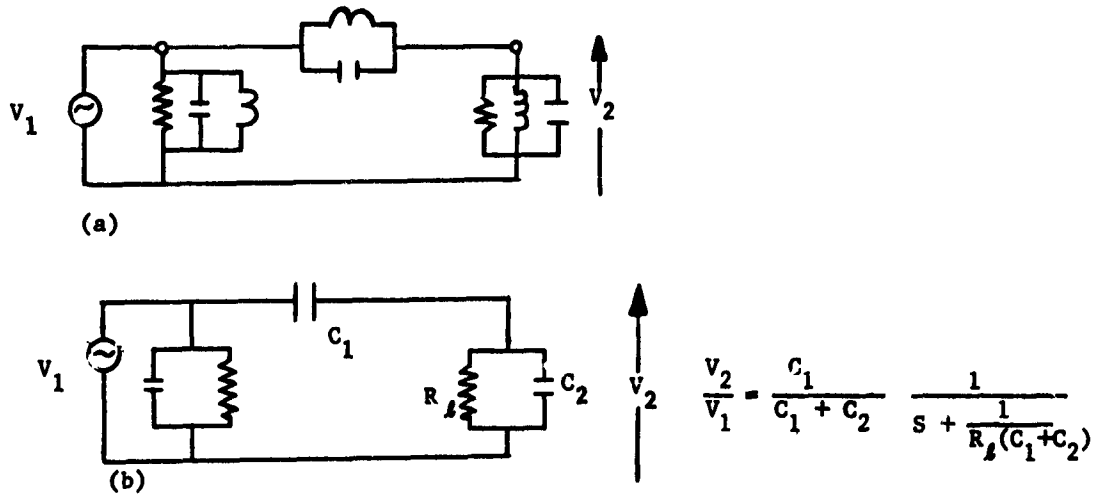 V1
V2
(a)
C1
V1
Rℓ
C2
V2
V2/V1 = C1/(C1 + C2) 1/(S + 1/(Rℓ(C1+C2)))
(b)